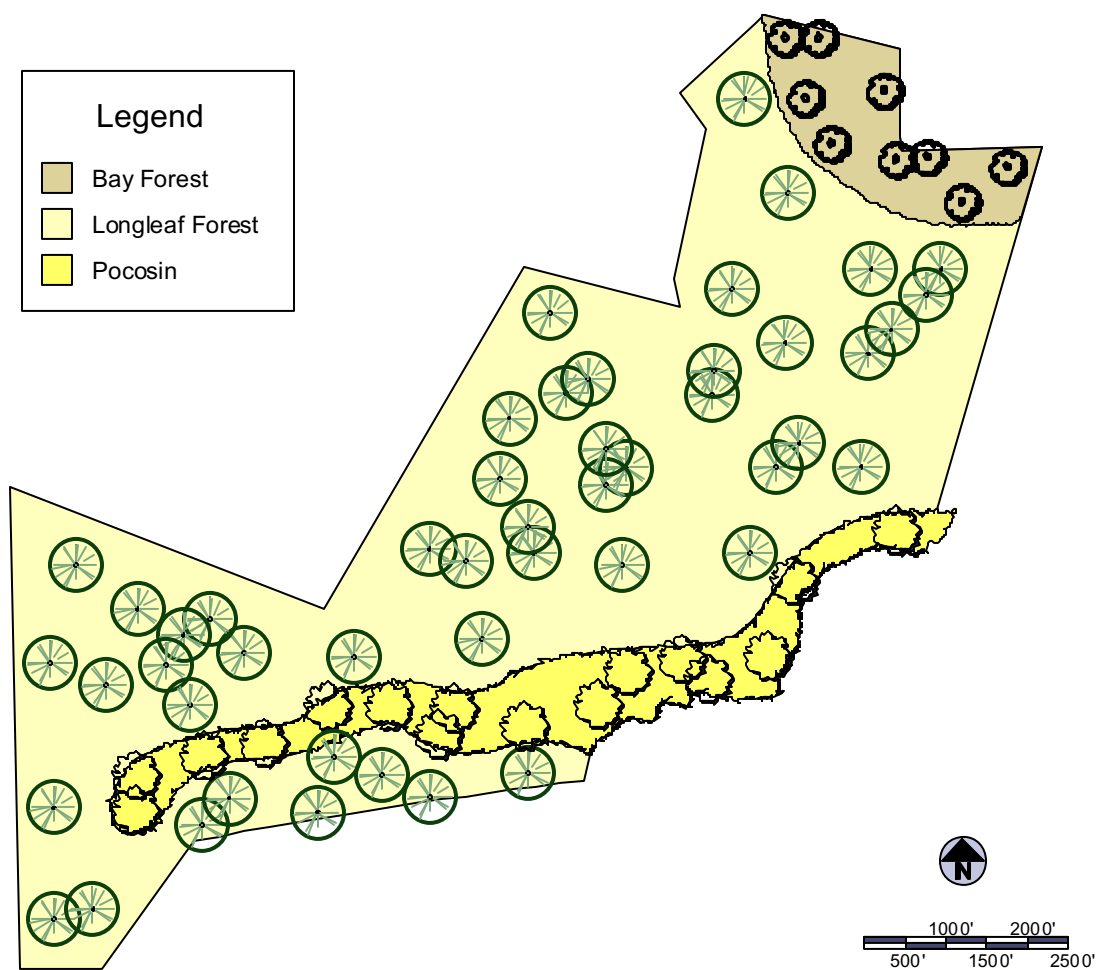 Legend
Bay Forest
Longleaf Forest
Pocosin
N
1000' 2000'
500' 1500' 2500'